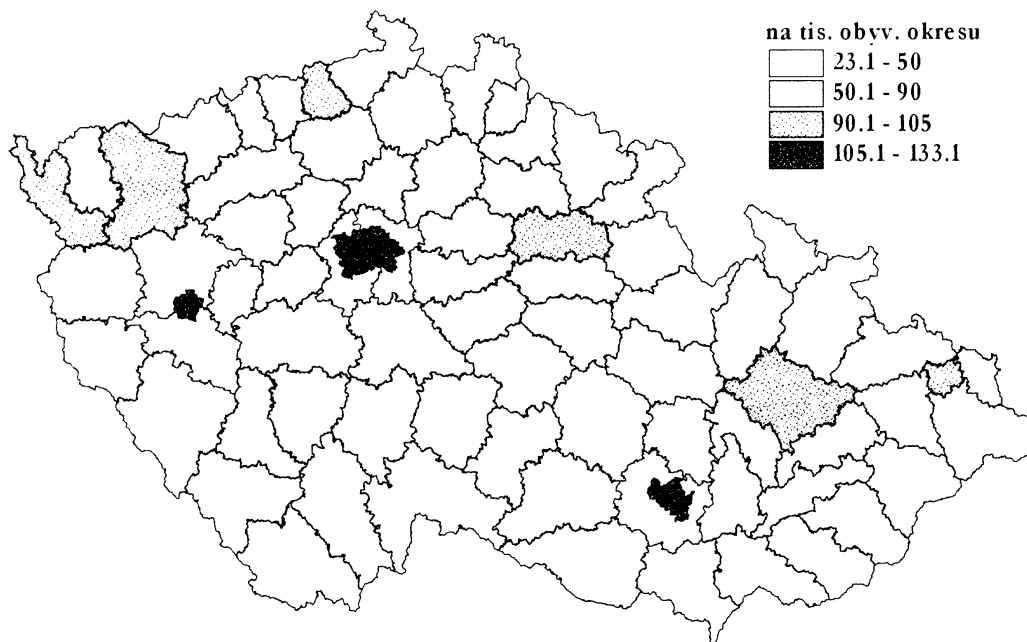 na tis. obyv. okresu
23.1 - 50
50.1 - 90
90.1 - 105
105.1 - 133.1